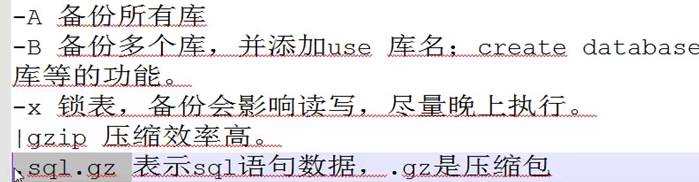 -A 备份所有库
-B 备份多个库，并添加use 库名；create database
库等的功能。
-x 锁表，备份会影响读写，尽量晚上执行。
|gzip 压缩效率高。
.sql.gz 表示sql语句数据，.gz是压缩包